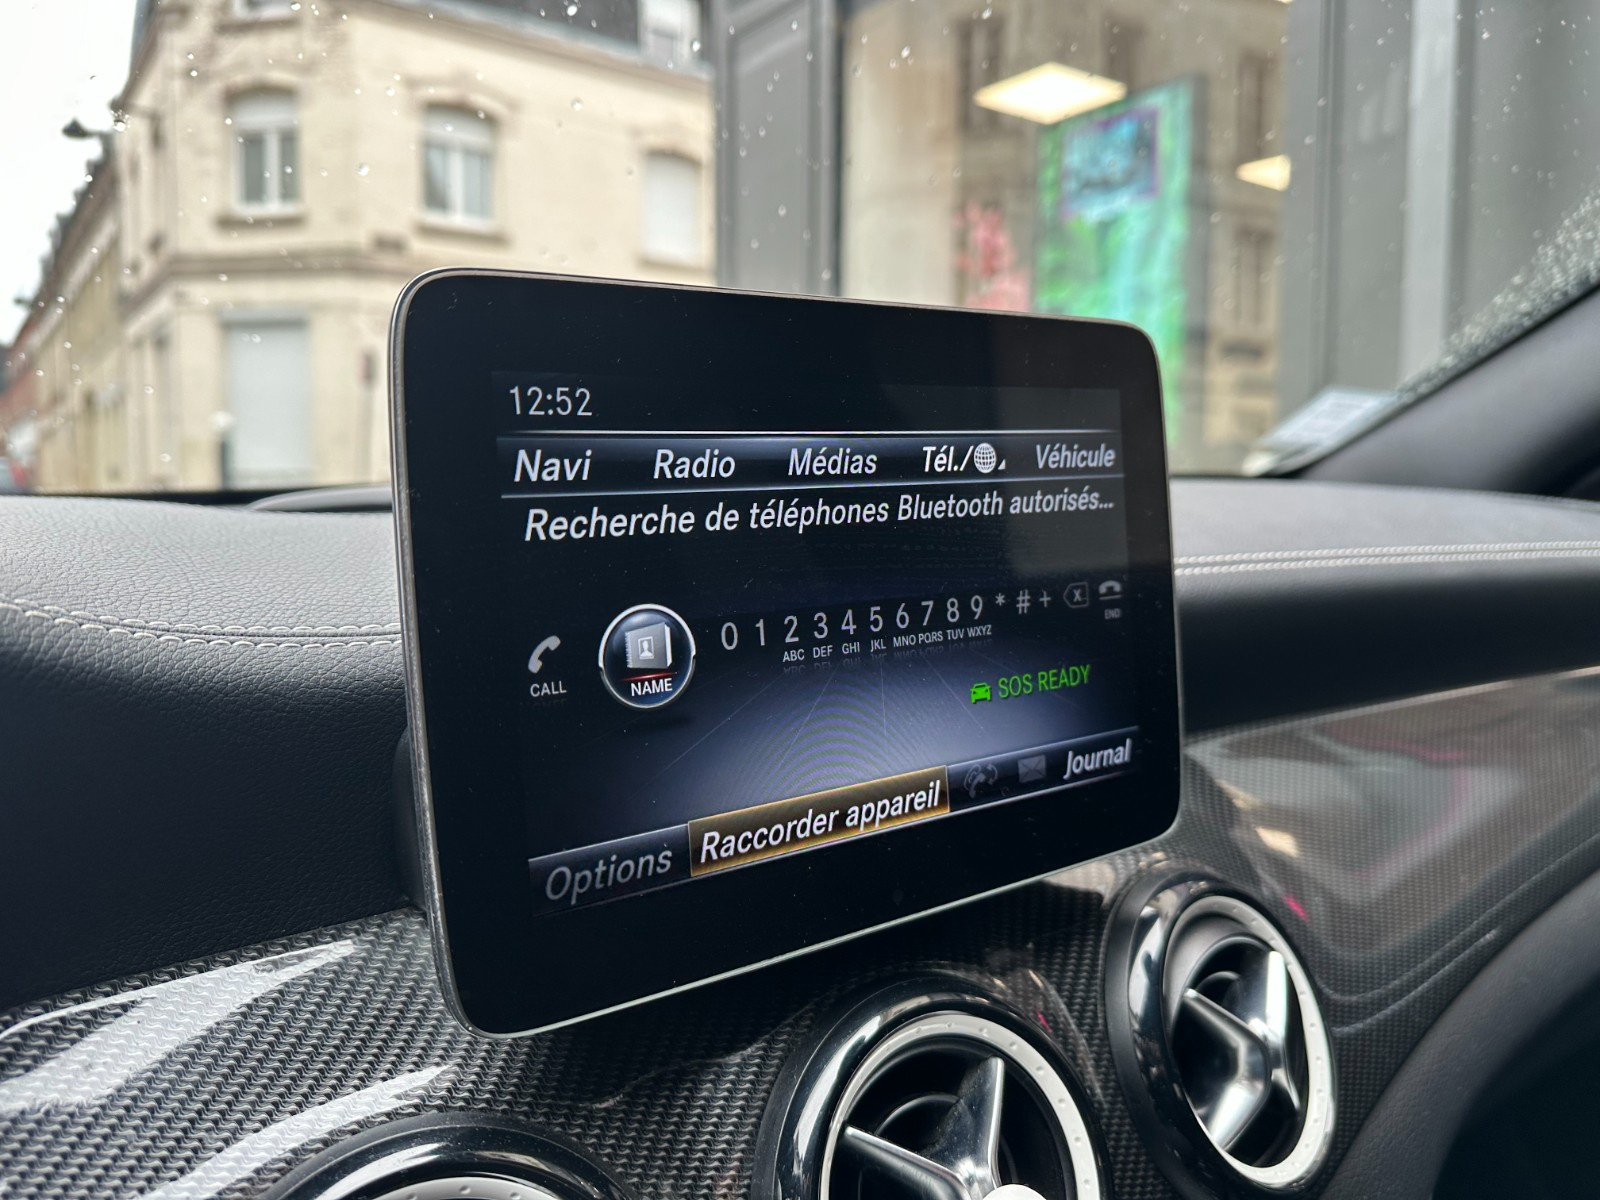 12:52
Navi Radio Médias Tél./ Véhicule
Recherche de téléphones Bluetooth autorisés...
0 1 2 3 4 5 6 7 8 9 * # +
ABC DEF GHI JKL MNO PQRS TUV WXYZ
END
CALL
NAME
SOS READY
Options Raccorder appareil Journal